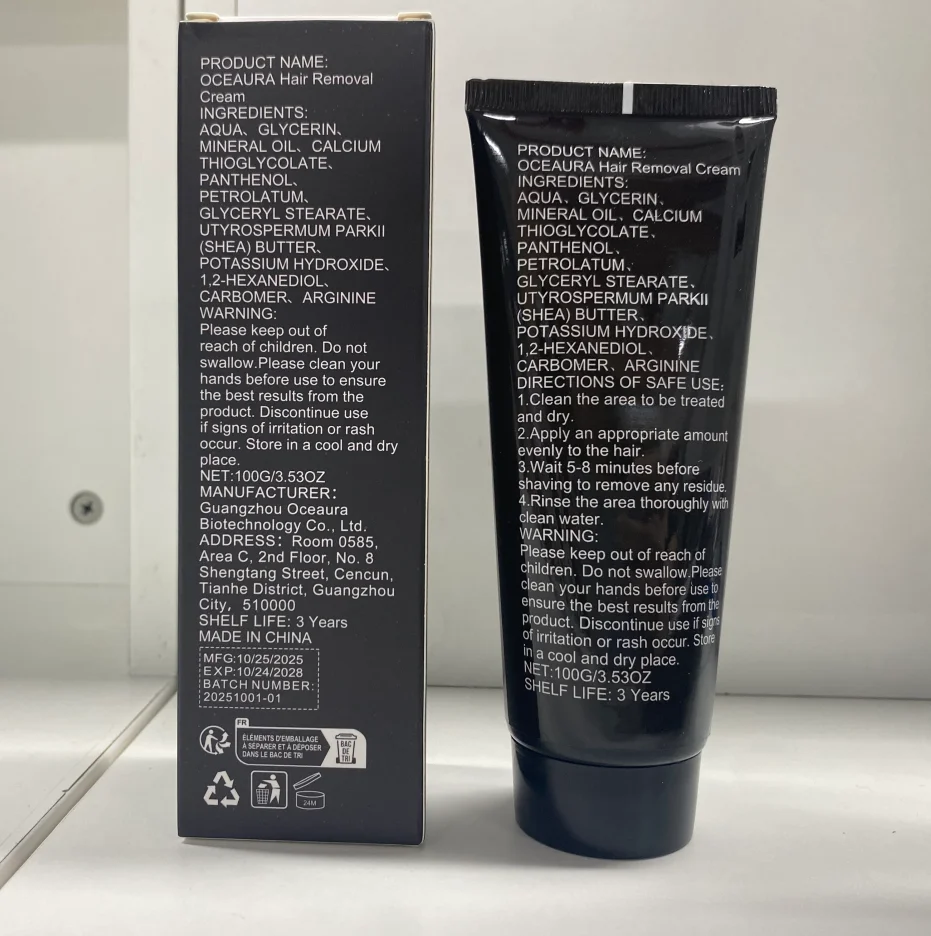 PRODUCT NAME:
OCEAURA Hair Removal
Cream
INGREDIENTS:
AQUA、GLYCERIN、
MINERAL OIL、CALCIUM
THIOGLYCOLATE、
PANTHENOL、
PETROLATUM、
GLYCERYL STEARATE、
UTYROSPERMUM PARKII
(SHEA) BUTTER、
POTASSIUM HYDROXIDE、
1,2-HEXANEDIOL、
CARBOMER、ARGININE
WARNING:
Please keep out of
reach of children. Do not
swallow.Please clean your
hands before use to ensure
the best results from the
product. Discontinue use
if signs of irritation or rash
occur. Store in a cool and dry
place.
NET:100G/3.53OZ
MANUFACTURER：
Guangzhou Oceaura
Biotechnology Co., Ltd.
ADDRESS：Room 0585,
Area C, 2nd Floor, No. 8
Shengtang Street, Cencun,
Tianhe District, Guangzhou
City，510000
SHELF LIFE: 3 Years
MADE IN CHINA
MFG:10/25/2025
EXP:10/24/2028
BATCH NUMBER:
20251001-01
FR
ÉLÉMENTS D'EMBALLAGE
À SÉPARER ET À DÉPOSER
DANS LE BAC DE TRI
BAC
DE
TRI
24M
PRODUCT NAME:
OCEAURA Hair Removal Cream
INGREDIENTS:
AQUA、GLYCERIN、
MINERAL OIL、CALCIUM
THIOGLYCOLATE、
PANTHENOL、
PETROLATUM、
GLYCERYL STEARATE、
UTYROSPERMUM PARKII
(SHEA) BUTTER、
POTASSIUM HYDROXIDE、
1,2-HEXANEDIOL、
CARBOMER、ARGININE
DIRECTIONS OF SAFE USE：
1.Clean the area to be treated
and dry.
2.Apply an appropriate amount
evenly to the hair.
3.Wait 5-8 minutes before
shaving to remove any residue.
4.Rinse the area thoroughly with
clean water.
WARNING:
Please keep out of reach of
children. Do not swallow.Please
clean your hands before use to
ensure the best results from the
product. Discontinue use if signs
of irritation or rash occur. Store
in a cool and dry place.
NET:100G/3.53OZ
SHELF LIFE: 3 Years